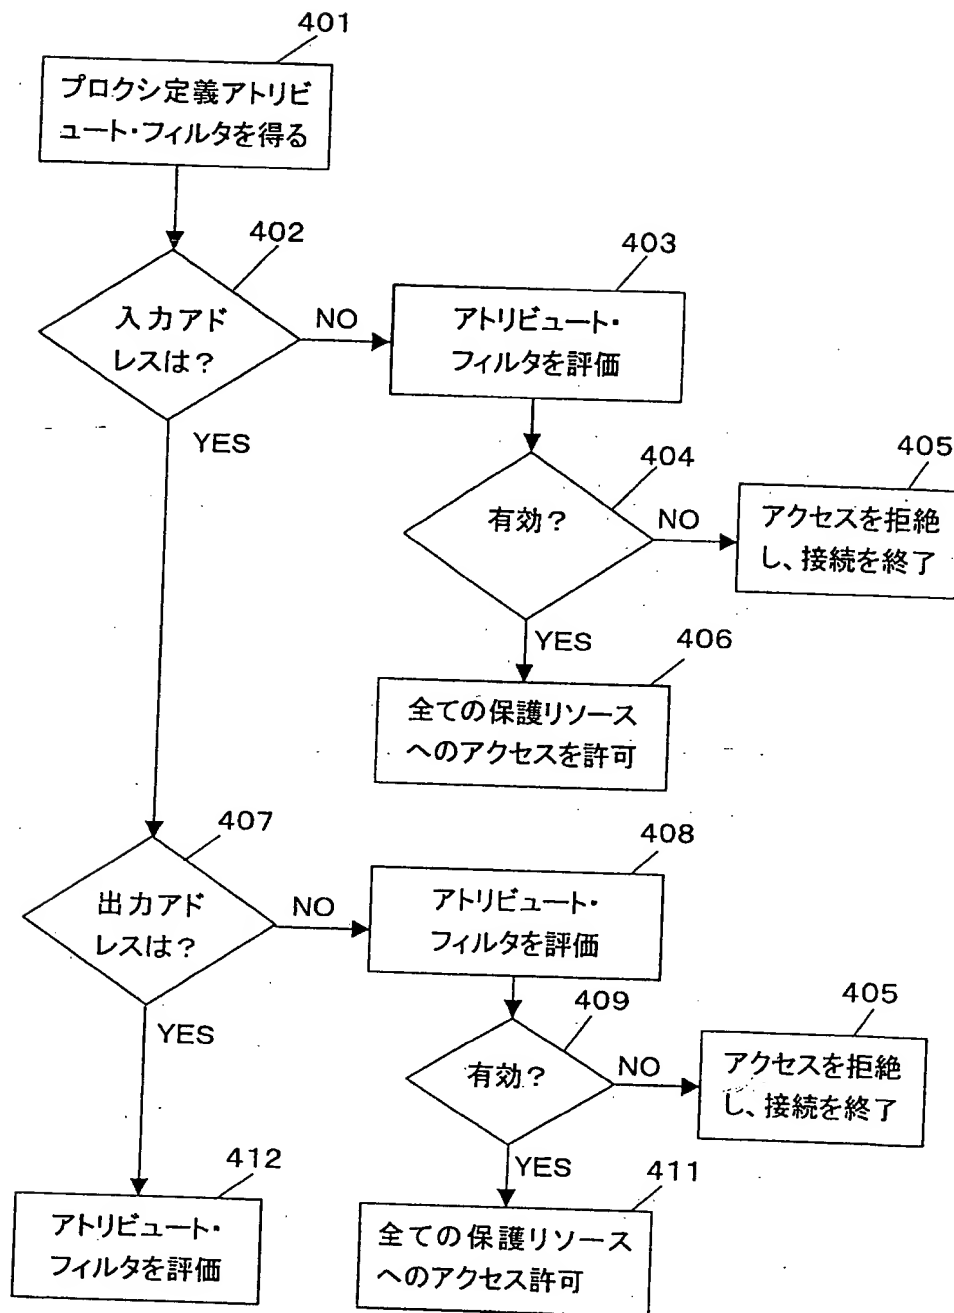 401
プロクシ定義アトリビ
ュート・フィルタを得る
402
入力アド
レスは？
NO
YES
403
アトリビュート・
フィルタを評価
404
有効？
NO
YES
405
アクセスを拒絶
し、接続を終了
406
全ての保護リソース
へのアクセスを許可
407
出力アド
レスは？
NO
YES
408
アトリビュート・
フィルタを評価
409
有効？
NO
YES
405
アクセスを拒絶
し、接続を終了
412
アトリビュート・
フィルタを評価
411
全ての保護リソース
へのアクセス許可